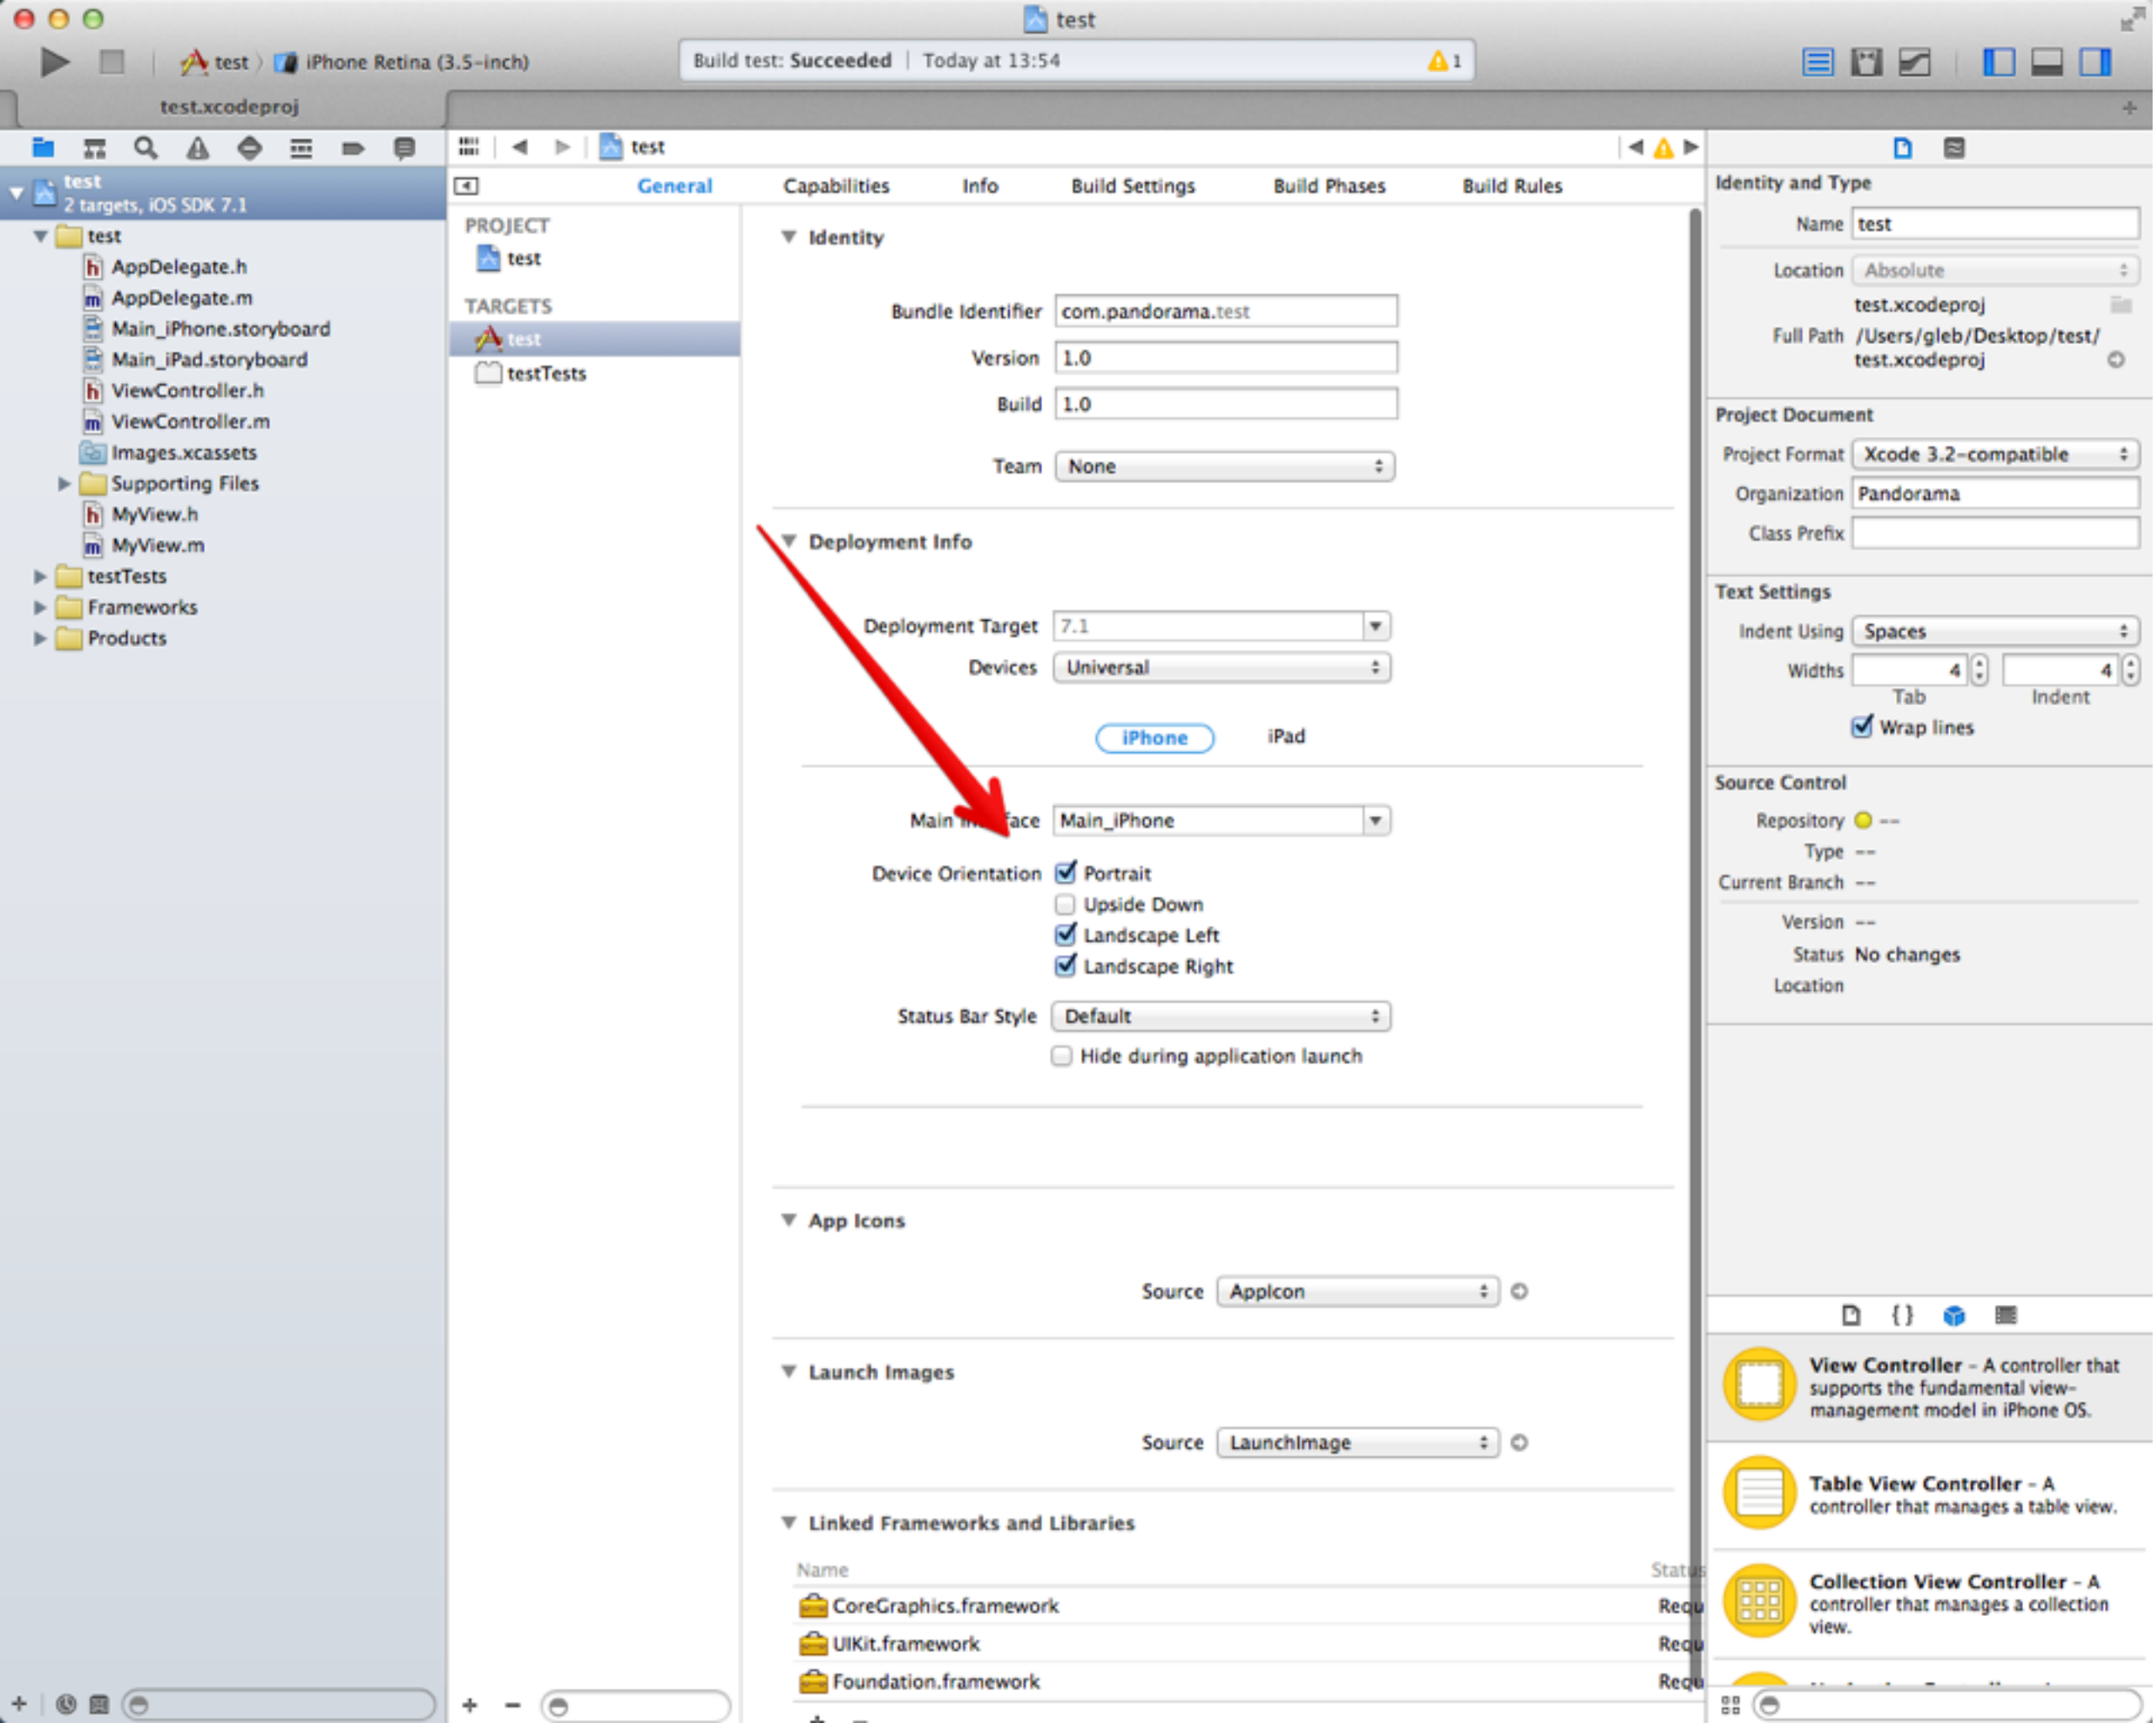 test
test
iPhone Retina (3.5-inch)
Build test: Succeeded | Today at 13:54
1
test.xcodeproj
test
2 targets, iOS SDK 7.1
test
AppDelegate.h
AppDelegate.m
Main_iPhone.storyboard
Main_iPad.storyboard
ViewController.h
ViewController.m
Images.xcassets
Supporting Files
MyView.h
MyView.m
testTests
Frameworks
Products
test
General
Capabilities
Info
Build Settings
Build Phases
Build Rules
PROJECT
test
TARGETS
test
testTests
Identity
Bundle Identifier com.pandorama.test
Version 1.0
Build 1.0
Team None
Deployment Info
Deployment Target 7.1
Devices Universal
iPhone iPad
Main face Main_iPhone
Device Orientation Portrait
Upside Down
Landscape Left
Landscape Right
Status Bar Style Default
Hide during application launch
App Icons
Source AppIcon
Launch Images
Source LaunchImage
Linked Frameworks and Libraries
Name Status
CoreGraphics.framework Requ
UIKit.framework Requ
Foundation.framework Requ
Identity and Type
Name test
Location Absolute
test.xcodeproj
Full Path /Users/gleb/Desktop/test/
test.xcodeproj
Project Document
Project Format Xcode 3.2-compatible
Organization Pandorama
Class Prefix
Text Settings
Indent Using Spaces
Widths 4 4
Tab Indent
Wrap lines
Source Control
Repository --
Type --
Current Branch --
Version --
Status No changes
Location
View Controller - A controller that
supports the fundamental view-
management model in iPhone OS.
Table View Controller - A
controller that manages a table view.
Collection View Controller - A
controller that manages a collection
view.